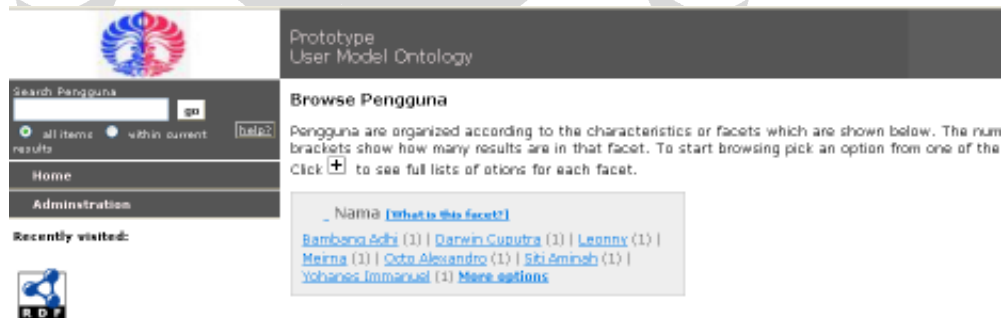 Prototype
User Model Ontology
Search Pengguna
go
all items within current help?
results
Home
Adminstration
Recently visited:
RDF
Browse Pengguna
Pengguna are organized according to the characteristics or facets which are shown below. The num
brackets show how many results are in that facet. To start browsing pick an option from one of the
Click + to see full lists of otions for each facet.
Nama [What is this facet?]
Bambang Adhi (1) | Darwin Cuputra (1) | Leonny (1) |
Meirna (1) | Octo Alexandro (1) | Siti Aminah (1) |
Yohanes Immanuel (1) More options